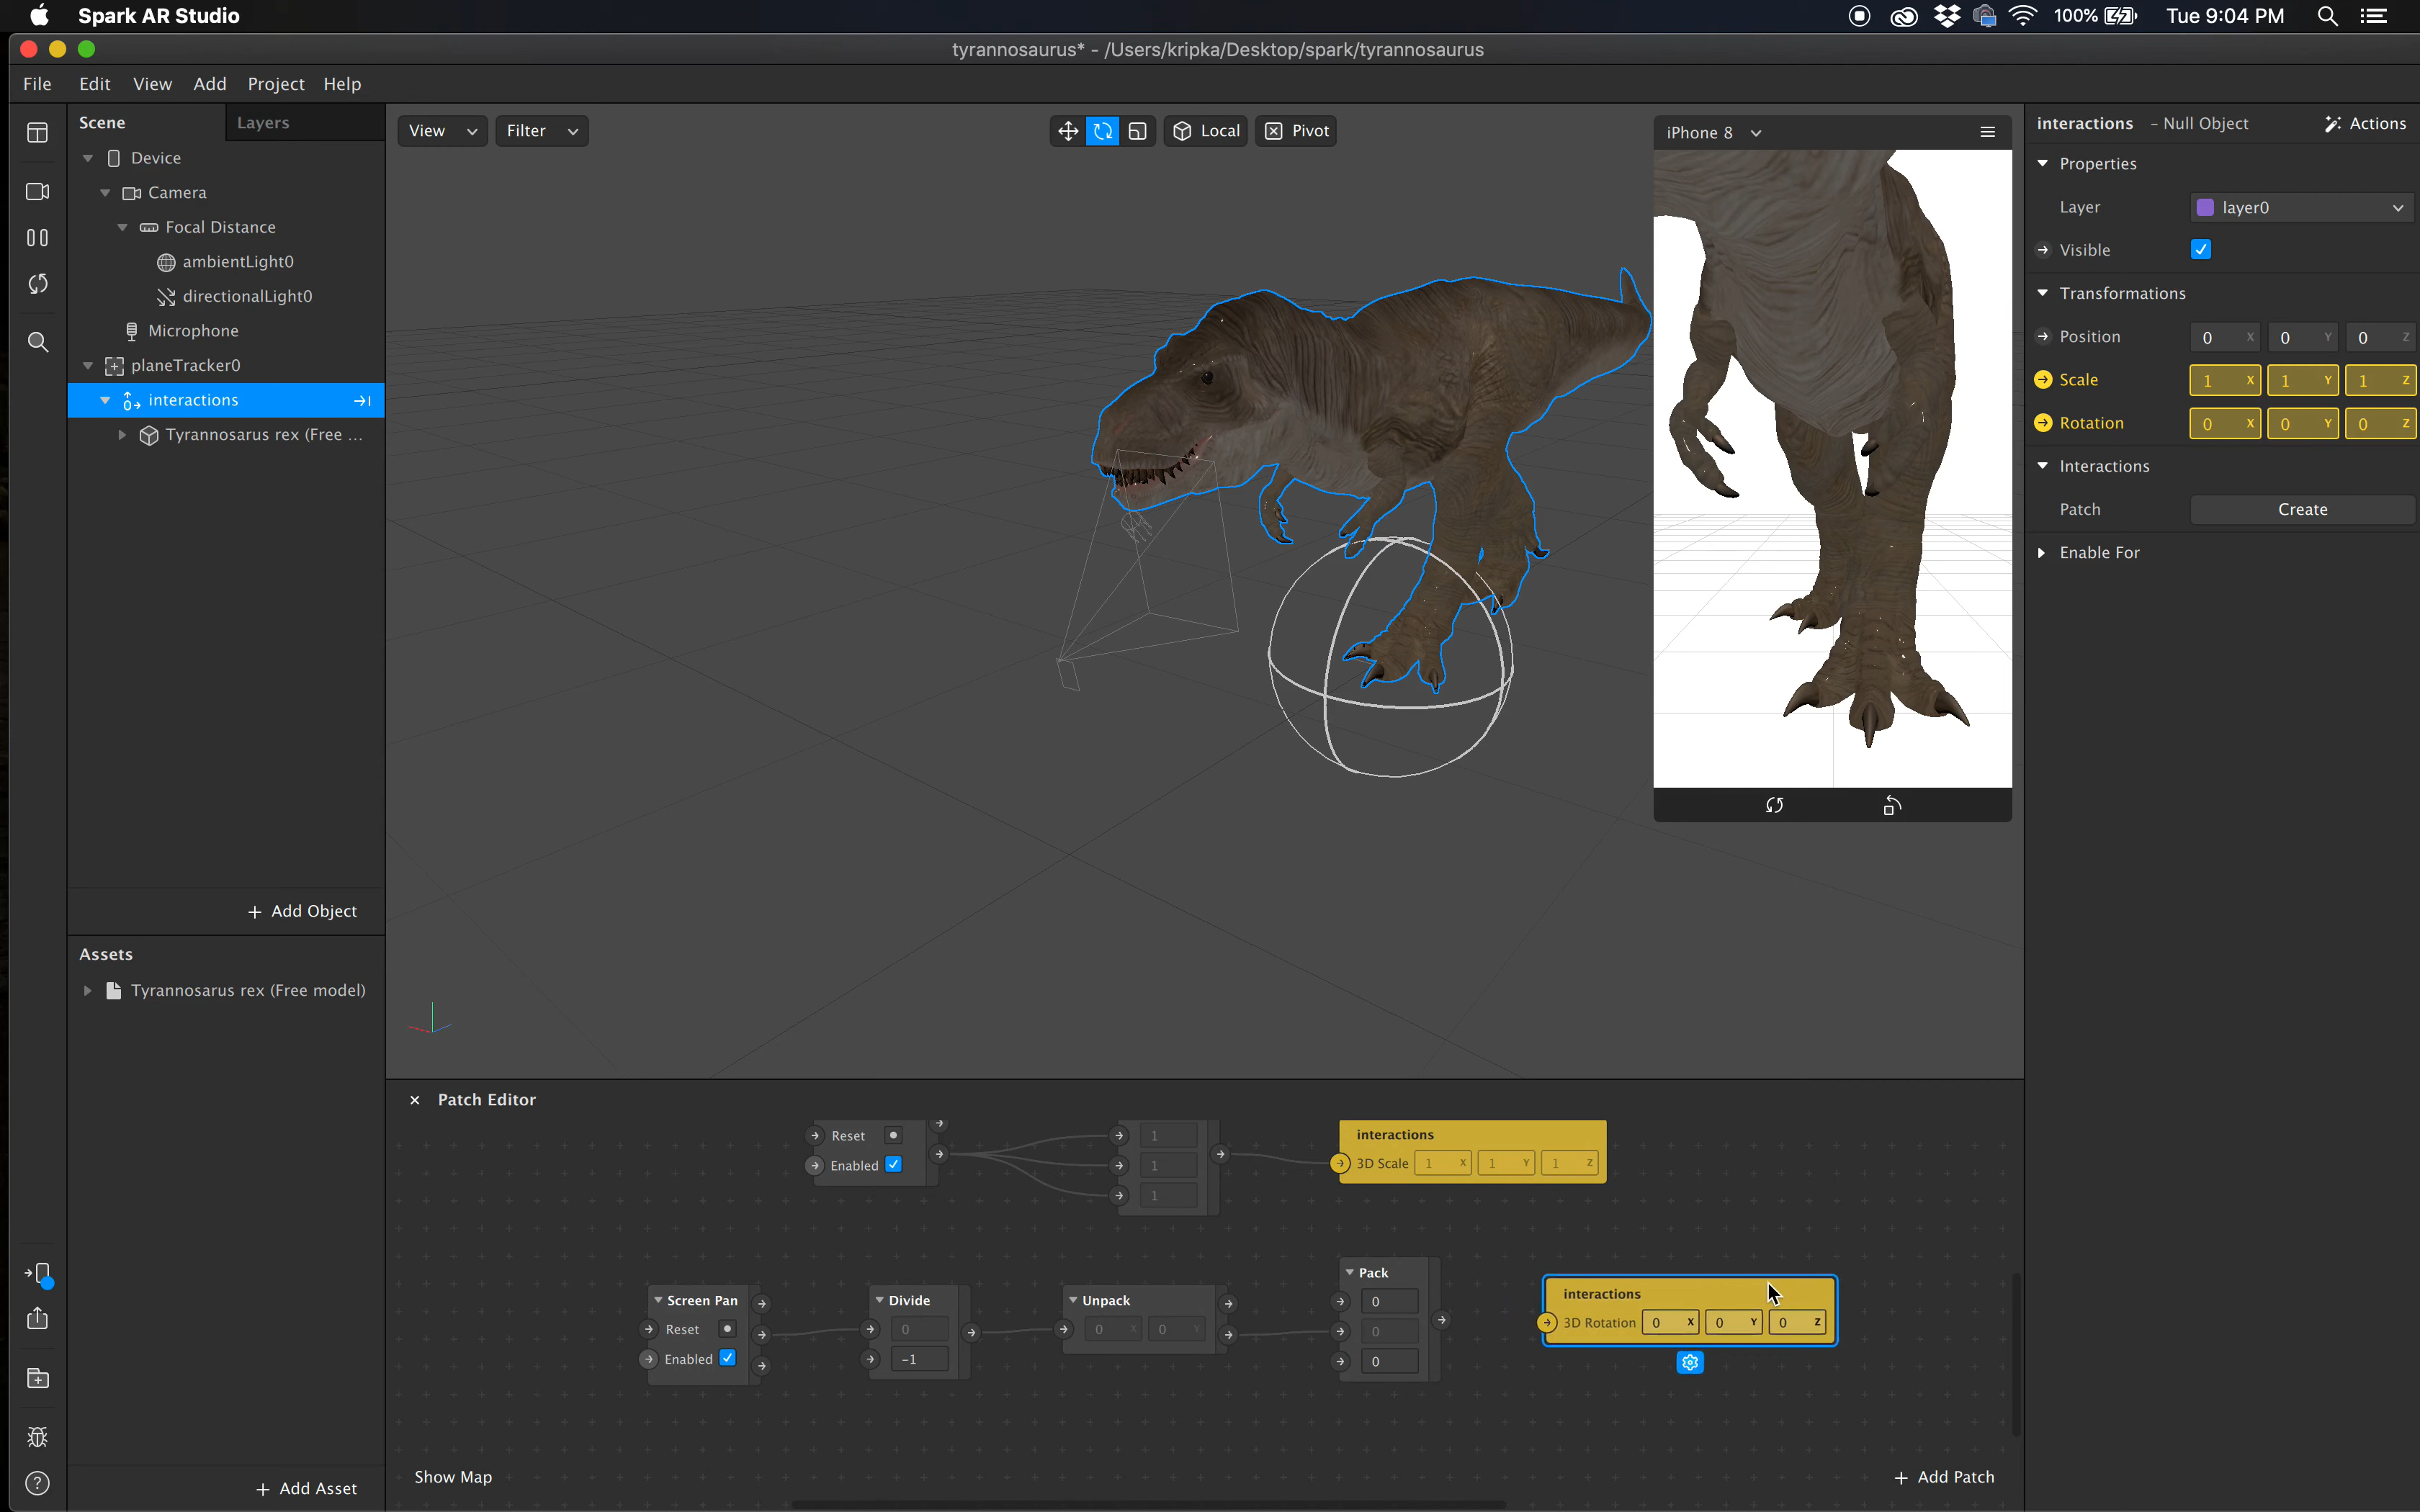 Spark AR Studio
100%
Tue 9:04 PM
tyrannosaurus* - /Users/kripka/Desktop/spark/tyrannosaurus
File Edit View Add Project Help
Scene
Layers
Device
Camera
Focal Distance
ambientLight0
directionalLight0
Microphone
planeTracker0
interactions
Tyrannosarus rex (Free ...
+ Add Object
Assets
Tyrannosarus rex (Free model)
+ Add Asset
View
Filter
Local
Pivot
iPhone 8
interactions - Null Object
Actions
Properties
Layer layer0
Visible
Transformations
Position 0 X 0 Y 0 Z
Scale 1 X 1 Y 1 Z
Rotation 0 X 0 Y 0 Z
Interactions
Patch Create
Enable For
Patch Editor
Reset
Enabled
1
1
1
interactions
3D Scale 1 X 1 Y 1 Z
Screen Pan
Reset
Enabled
Divide
0
-1
Unpack
0 X 0 Y
Pack
0
0
0
interactions
3D Rotation 0 X 0 Y 0 Z
Show Map
+ Add Patch